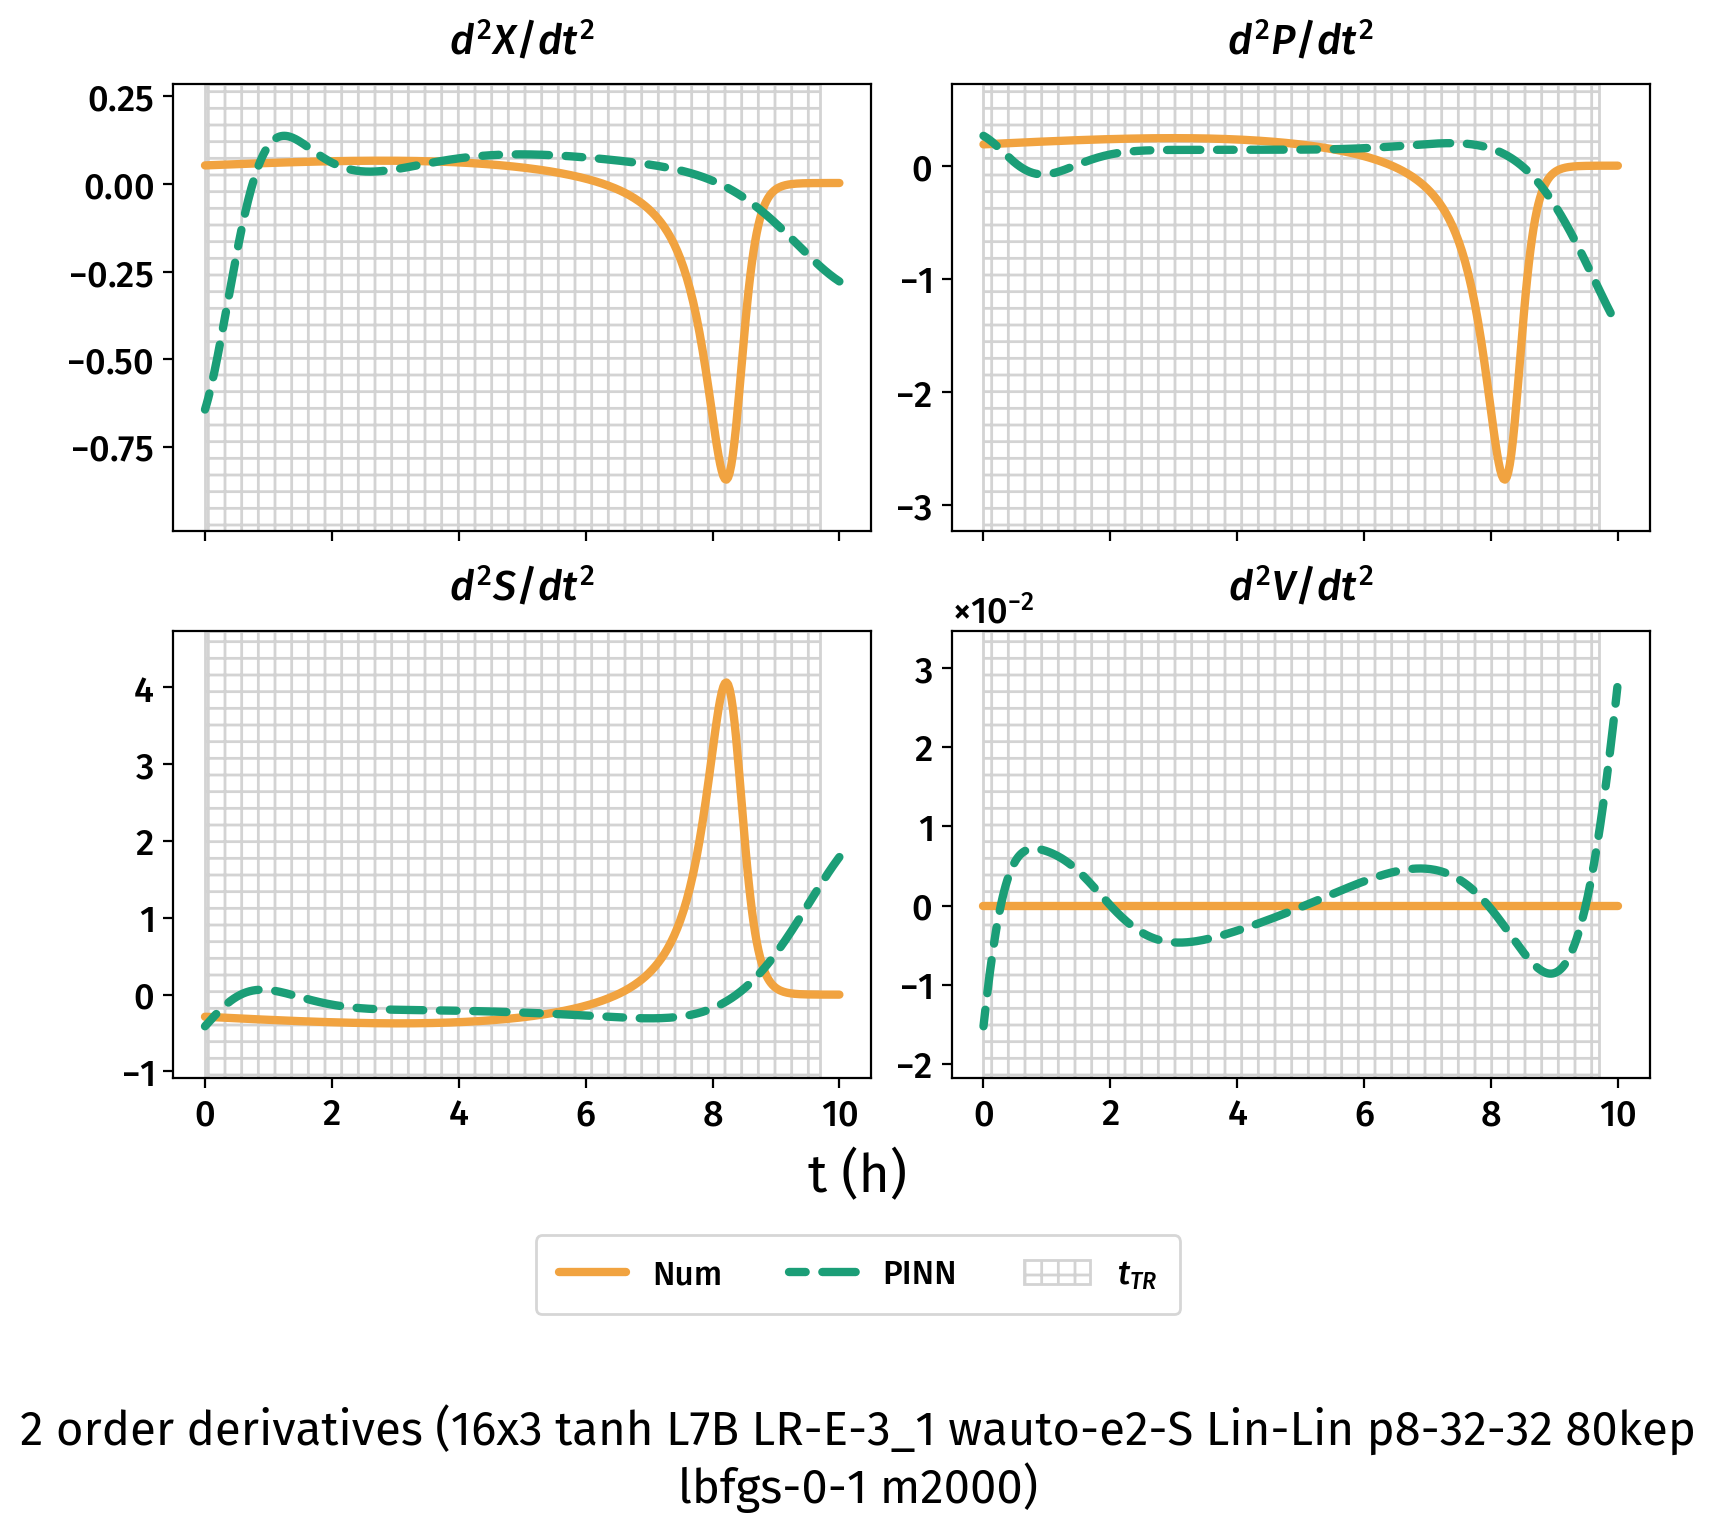 d²X/dt²
d²P/dt²
0.25
0.00
−0.25
−0.50
−0.75
0
−1
−2
−3
d²S/dt²
d²V/dt²
×10⁻²
4
3
2
1
0
−1
3
2
1
0
−1
−2
0 2 4 6 8 10
0 2 4 6 8 10
t (h)
Num PINN t_TR
2 order derivatives (16x3 tanh L7B LR-E-3_1 wauto-e2-S Lin-Lin p8-32-32 80kep
lbfgs-0-1 m2000)